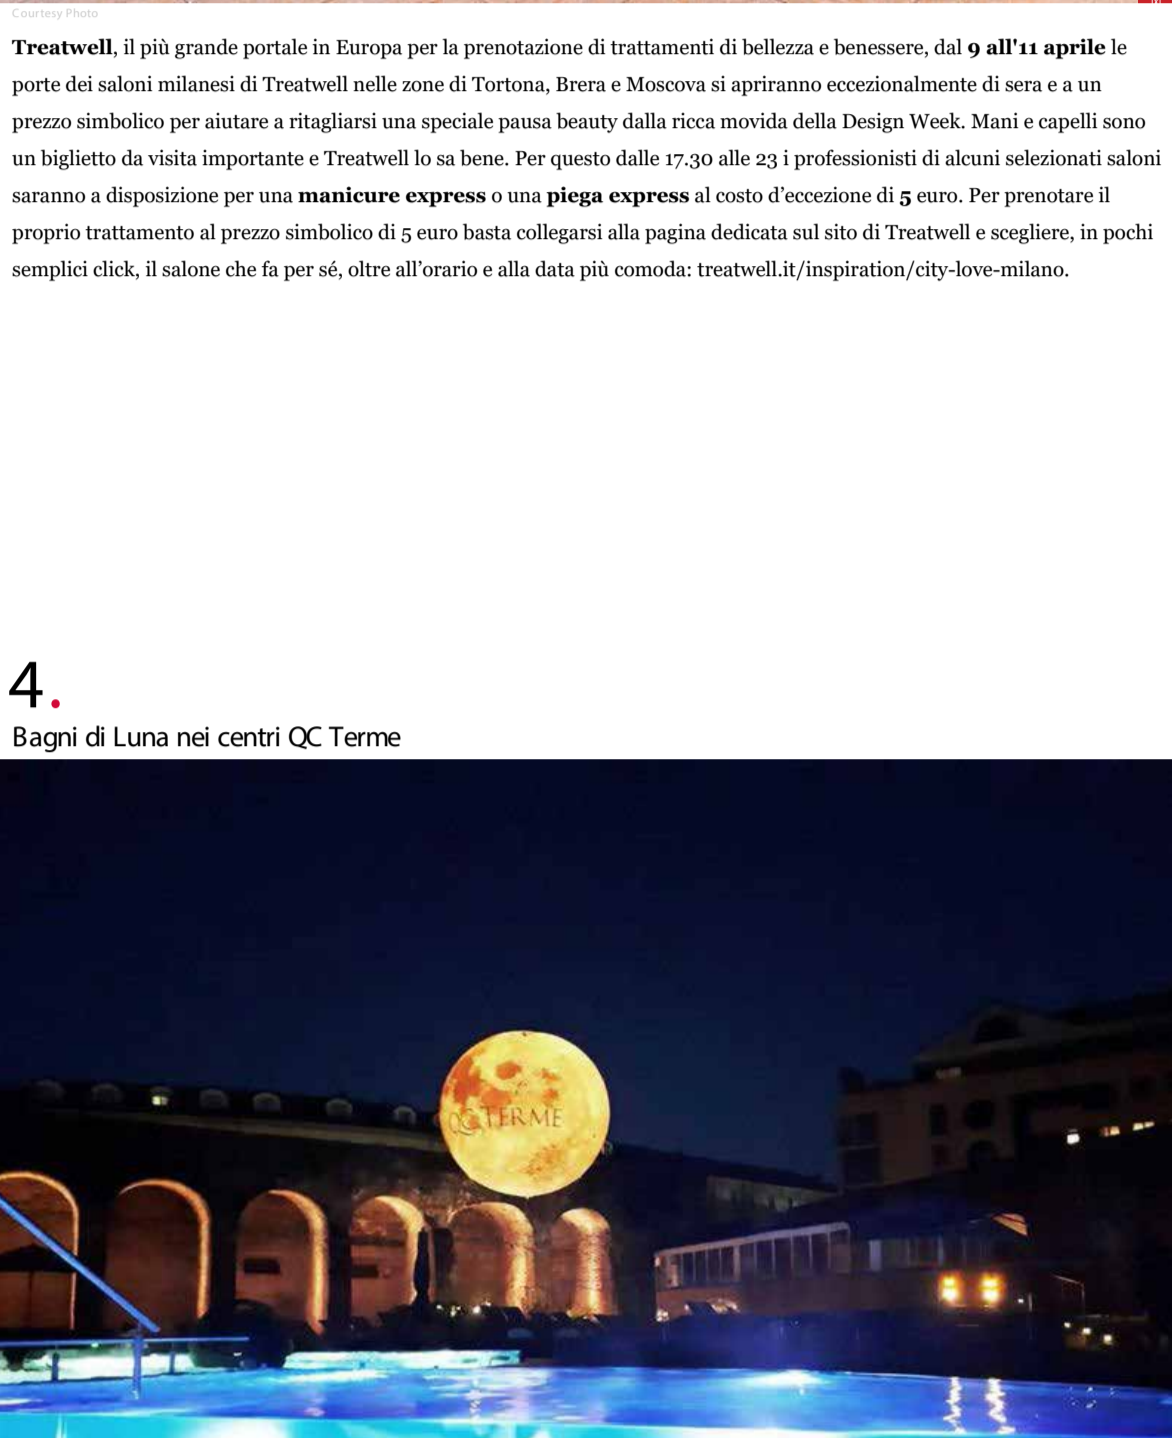 Courtesy Photo
Treatwell, il più grande portale in Europa per la prenotazione di trattamenti di bellezza e benessere, dal 9 all'11 aprile le
porte dei saloni milanesi di Treatwell nelle zone di Tortona, Brera e Moscova si apriranno eccezionalmente di sera e a un
prezzo simbolico per aiutare a ritagliarsi una speciale pausa beauty dalla ricca movida della Design Week. Mani e capelli sono
un biglietto da visita importante e Treatwell lo sa bene. Per questo dalle 17.30 alle 23 i professionisti di alcuni selezionati saloni
saranno a disposizione per una manicure express o una piega express al costo d’eccezione di 5 euro. Per prenotare il
proprio trattamento al prezzo simbolico di 5 euro basta collegarsi alla pagina dedicata sul sito di Treatwell e scegliere, in pochi
semplici click, il salone che fa per sé, oltre all’orario e alla data più comoda: treatwell.it/inspiration/city-love-milano.
4.
Bagni di Luna nei centri QC Terme
QC TERME